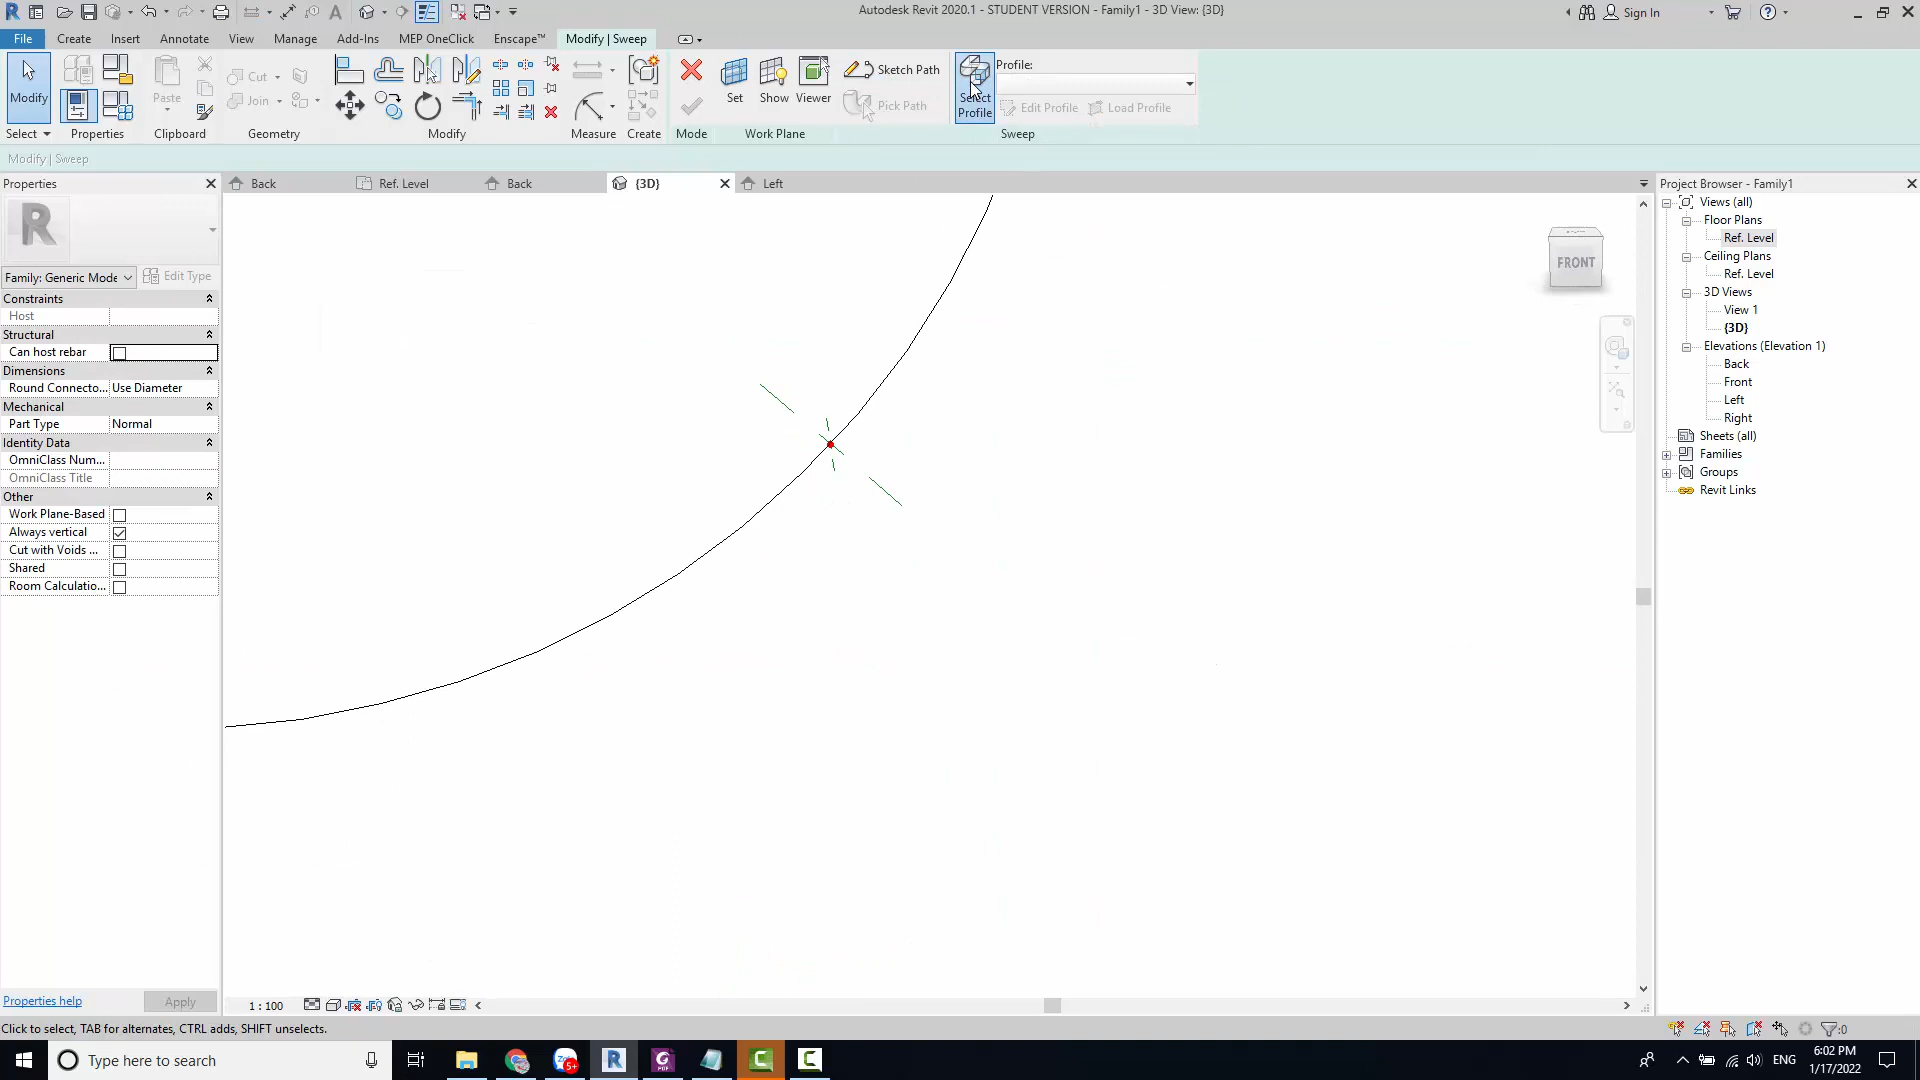 Autodesk Revit 2020.1 - STUDENT VERSION - Family1 - 3D View: {3D}
Sign In
File
Create
Insert
Annotate
View
Manage
Add-Ins
MEP OneClick
Enscape™
Modify | Sweep
Modify
Select
Properties
Paste
Clipboard
Cut
Join
Geometry
Modify
Measure
Create
Mode
Set
Show
Viewer
Work Plane
Sketch Path
Pick Path
Select
Profile
Profile:
Edit Profile
Load Profile
Sweep
Modify | Sweep
Properties
Back
Ref. Level
Back
{3D}
Left
Project Browser - Family1
R
Family: Generic Mode
Edit Type
Constraints
Host
Structural
Can host rebar
Dimensions
Round Connecto...
Use Diameter
Mechanical
Part Type
Normal
Identity Data
OmniClass Num...
OmniClass Title
Other
Work Plane-Based
Always vertical
Cut with Voids ...
Shared
Room Calculatio...
Properties help
Apply
FRONT
Views (all)
Floor Plans
Ref. Level
Ceiling Plans
Ref. Level
3D Views
View 1
{3D}
Elevations (Elevation 1)
Back
Front
Left
Right
Sheets (all)
Families
Groups
Revit Links
1 : 100
Click to select, TAB for alternates, CTRL adds, SHIFT unselects.
:0
Type here to search
5+
ENG
6:02 PM
1/17/2022